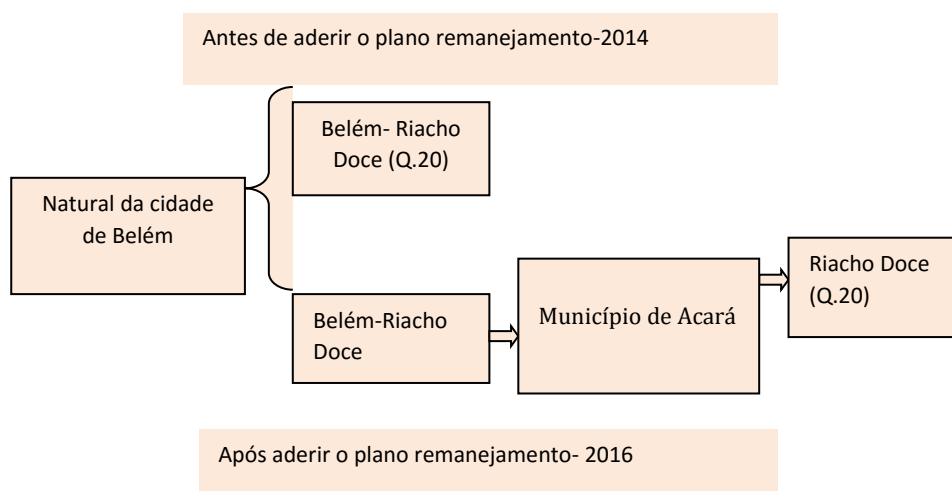 Antes de aderir o plano remanejamento-2014
Belém- Riacho
Doce (Q.20)
Natural da cidade
de Belém
Riacho Doce
(Q.20)
Belém-Riacho
Doce
Município de Acará
Após aderir o plano remanejamento- 2016